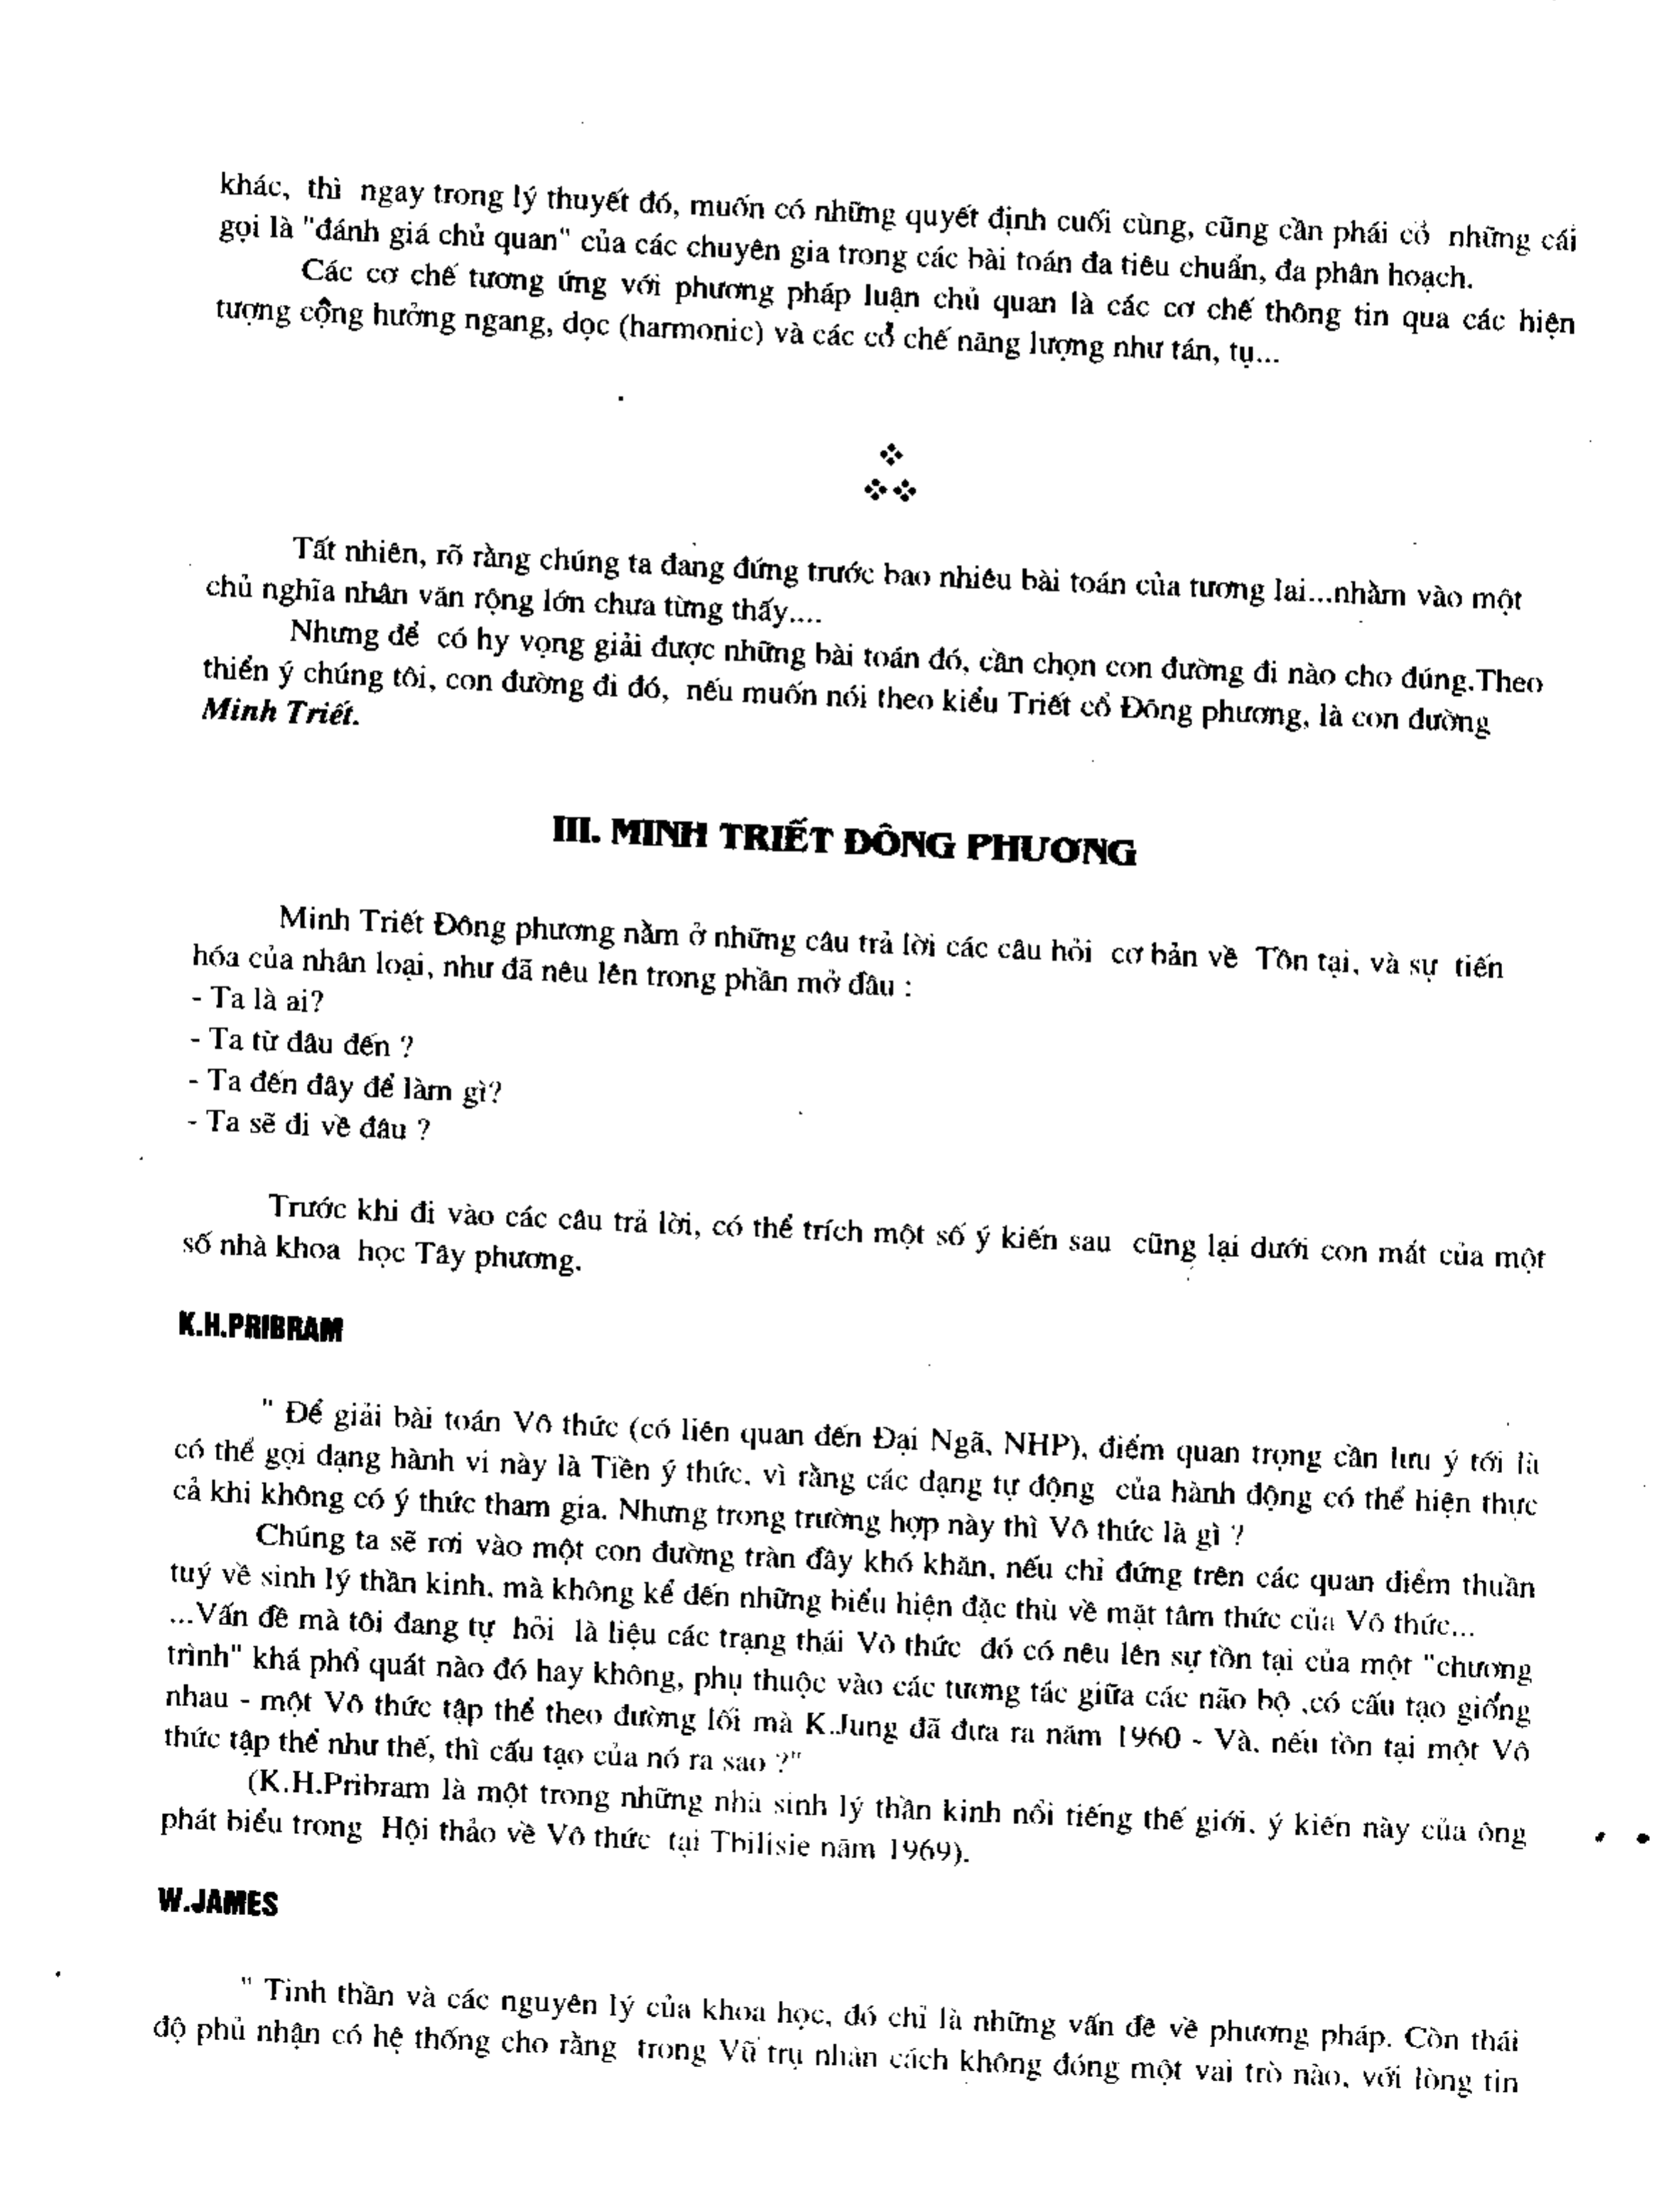 khác, thì ngay trong lý thuyết đó, muốn có những quyết định cuối cùng, cũng cần phải có những cái
gọi là "đánh giá chủ quan" của các chuyên gia trong các bài toán đa tiêu chuẩn, đa phân hoạch.
Các cơ chế tương ứng với phương pháp luận chủ quan là các cơ chế thông tin qua các hiện
tượng cộng hưởng ngang, dọc (harmonic) và các cơ chế năng lượng như tán, tụ...
Tất nhiên, rõ ràng chúng ta đang đứng trước bao nhiêu bài toán của tương lai...nhằm vào một
chủ nghĩa nhân văn rộng lớn chưa từng thấy....
Nhưng để có hy vọng giải được những bài toán đó, cần chọn con đường đi nào cho đúng.Theo
thiển ý chúng tôi, con đường đi đó, nếu muốn nói theo kiểu Triết cổ Đông phương, là con đường
Minh Triết.
III. MINH TRIẾT ĐÔNG PHƯƠNG
Minh Triết Đông phương nằm ở những câu trả lời các câu hỏi cơ bản về Tồn tại, và sự tiến
hóa của nhân loại, như đã nêu lên trong phần mở đầu :
- Ta là ai?
- Ta từ đâu đến ?
- Ta đến đây để làm gì?
- Ta sẽ đi về đâu ?
Trước khi đi vào các câu trả lời, có thể trích một số ý kiến sau cũng lại dưới con mắt của một
số nhà khoa học Tây phương.
K.H.PRIBRAM
" Để giải bài toán Vô thức (có liên quan đến Đại Ngã, NHP), điểm quan trọng cần lưu ý tới là
có thể gọi dạng hành vi này là Tiền ý thức, vì rằng các dạng tự động của hành động có thể hiện thực
cả khi không có ý thức tham gia. Nhưng trong trường hợp này thì Vô thức là gì ?
Chúng ta sẽ rơi vào một con đường tràn đầy khó khăn, nếu chỉ đứng trên các quan điểm thuần
tuý về sinh lý thần kinh, mà không kể đến những biểu hiện đặc thù về mặt tâm thức của Vô thức...
...Vấn đề mà tôi đang tự hỏi là liệu các trạng thái Vô thức đó có nêu lên sự tồn tại của một "chương
trình" khá phổ quát nào đó hay không, phụ thuộc vào các tương tác giữa các não bộ ,có cấu tạo giống
nhau - một Vô thức tập thể theo đường lối mà K.Jung đã đưa ra năm 1960 - Và, nếu tồn tại một Vô
thức tập thể như thế, thì cấu tạo của nó ra sao ?"
(K.H.Pribram là một trong những nhà sinh lý thần kinh nổi tiếng thế giới, ý kiến này của ông
phát biểu trong Hội thảo về Vô thức tại Tbilisie năm 1969).
W.JAMES
" Tinh thần và các nguyên lý của khoa học, đó chỉ là những vấn đề về phương pháp. Còn thái
độ phủ nhận có hệ thống cho rằng trong Vũ trụ nhân cách không đóng một vai trò nào, với lòng tin